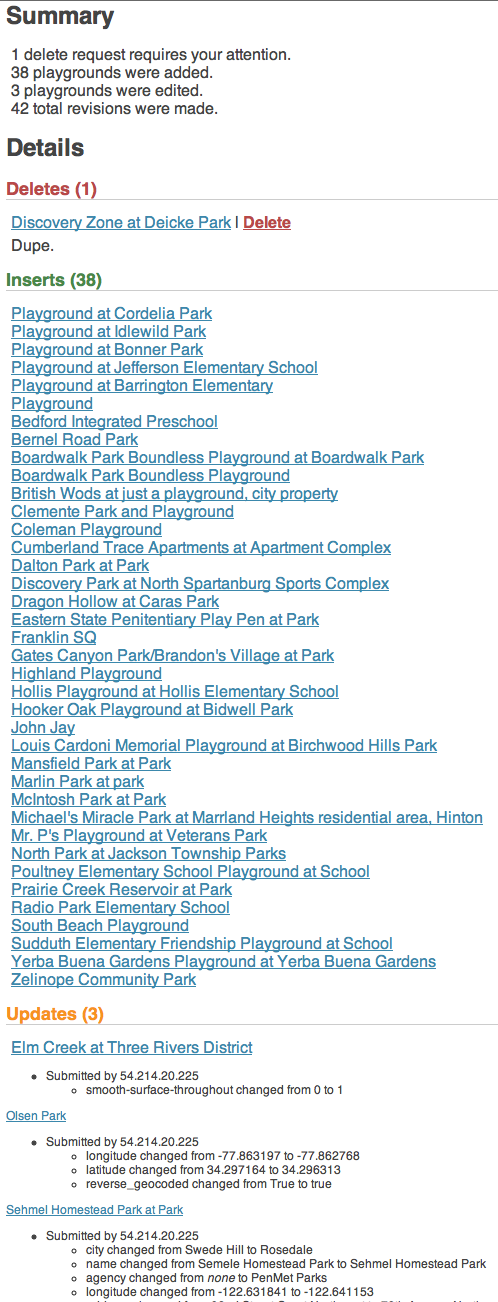 Summary
1 delete request requires your attention.
38 playgrounds were added.
3 playgrounds were edited.
42 total revisions were made.
Details
Deletes (1)
Discovery Zone at Deicke Park | Delete
Dupe.
Inserts (38)
Playground at Cordelia Park
Playground at Idlewild Park
Playground at Bonner Park
Playground at Jefferson Elementary School
Playground at Barrington Elementary
Playground
Bedford Integrated Preschool
Bernel Road Park
Boardwalk Park Boundless Playground at Boardwalk Park
Boardwalk Park Boundless Playground
British Wods at just a playground, city property
Clemente Park and Playground
Coleman Playground
Cumberland Trace Apartments at Apartment Complex
Dalton Park at Park
Discovery Park at North Spartanburg Sports Complex
Dragon Hollow at Caras Park
Eastern State Penitentiary Play Pen at Park
Franklin SQ
Gates Canyon Park/Brandon's Village at Park
Highland Playground
Hollis Playground at Hollis Elementary School
Hooker Oak Playground at Bidwell Park
John Jay
Louis Cardoni Memorial Playground at Birchwood Hills Park
Mansfield Park at Park
Marlin Park at park
McIntosh Park at Park
Michael's Miracle Park at Marrland Heights residential area, Hinton
Mr. P's Playground at Veterans Park
North Park at Jackson Township Parks
Poultney Elementary School Playground at School
Prairie Creek Reservoir at Park
Radio Park Elementary School
South Beach Playground
Sudduth Elementary Friendship Playground at School
Yerba Buena Gardens Playground at Yerba Buena Gardens
Zelinope Community Park
Updates (3)
Elm Creek at Three Rivers District
• Submitted by 54.214.20.225
◦ smooth-surface-throughout changed from 0 to 1
Olsen Park
• Submitted by 54.214.20.225
◦ longitude changed from -77.863197 to -77.862768
◦ latitude changed from 34.297164 to 34.296313
◦ reverse_geocoded changed from True to true
Sehmel Homestead Park at Park
• Submitted by 54.214.20.225
◦ city changed from Swede Hill to Rosedale
◦ name changed from Semele Homestead Park to Sehmel Homestead Park
◦ agency changed from none to PenMet Parks
◦ longitude changed from -122.631841 to -122.641153